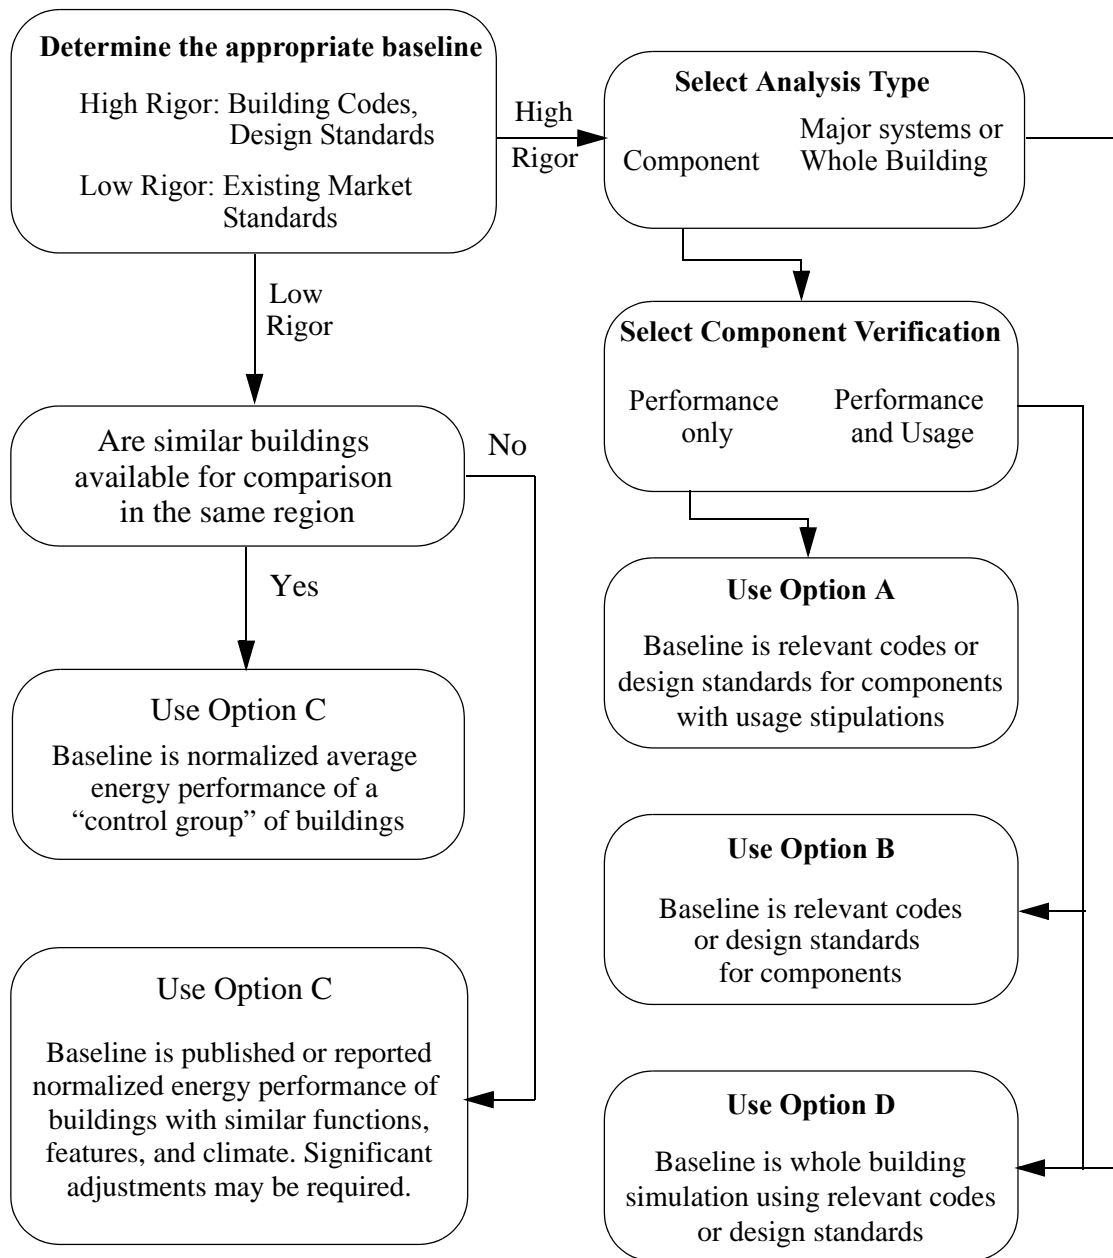 Determine the appropriate baseline
High Rigor: Building Codes,
Design Standards
Low Rigor: Existing Market
Standards
High
Rigor
Select Analysis Type
Component
Major systems or
Whole Building
Low
Rigor
Select Component Verification
Performance
only
Performance
and Usage
Are similar buildings
available for comparison
in the same region
No
Yes
Use Option A
Baseline is relevant codes or
design standards for components
with usage stipulations
Use Option C
Baseline is normalized average
energy performance of a
“control group” of buildings
Use Option B
Baseline is relevant codes
or design standards
for components
Use Option C
Baseline is published or reported
normalized energy performance of
buildings with similar functions,
features, and climate. Significant
adjustments may be required.
Use Option D
Baseline is whole building
simulation using relevant codes
or design standards